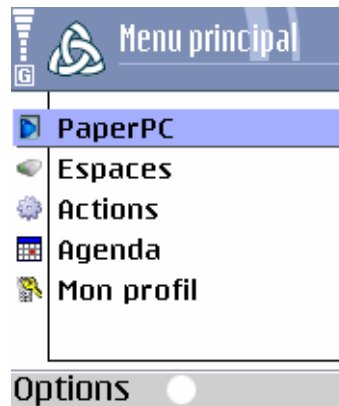 G
Menu principal
PaperPC
Espaces
Actions
Agenda
Mon profil
Options